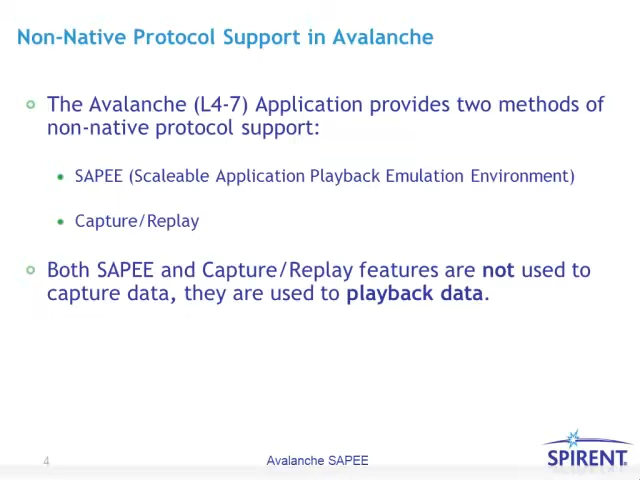 Non-Native Protocol Support in Avalanche
The Avalanche (L4-7) Application provides two methods of
non-native protocol support:
SAPEE (Scaleable Application Playback Emulation Environment)
Capture/Replay
Both SAPEE and Capture/Replay features are not used to
capture data, they are used to playback data.
4
Avalanche SAPEE
SPIRENT